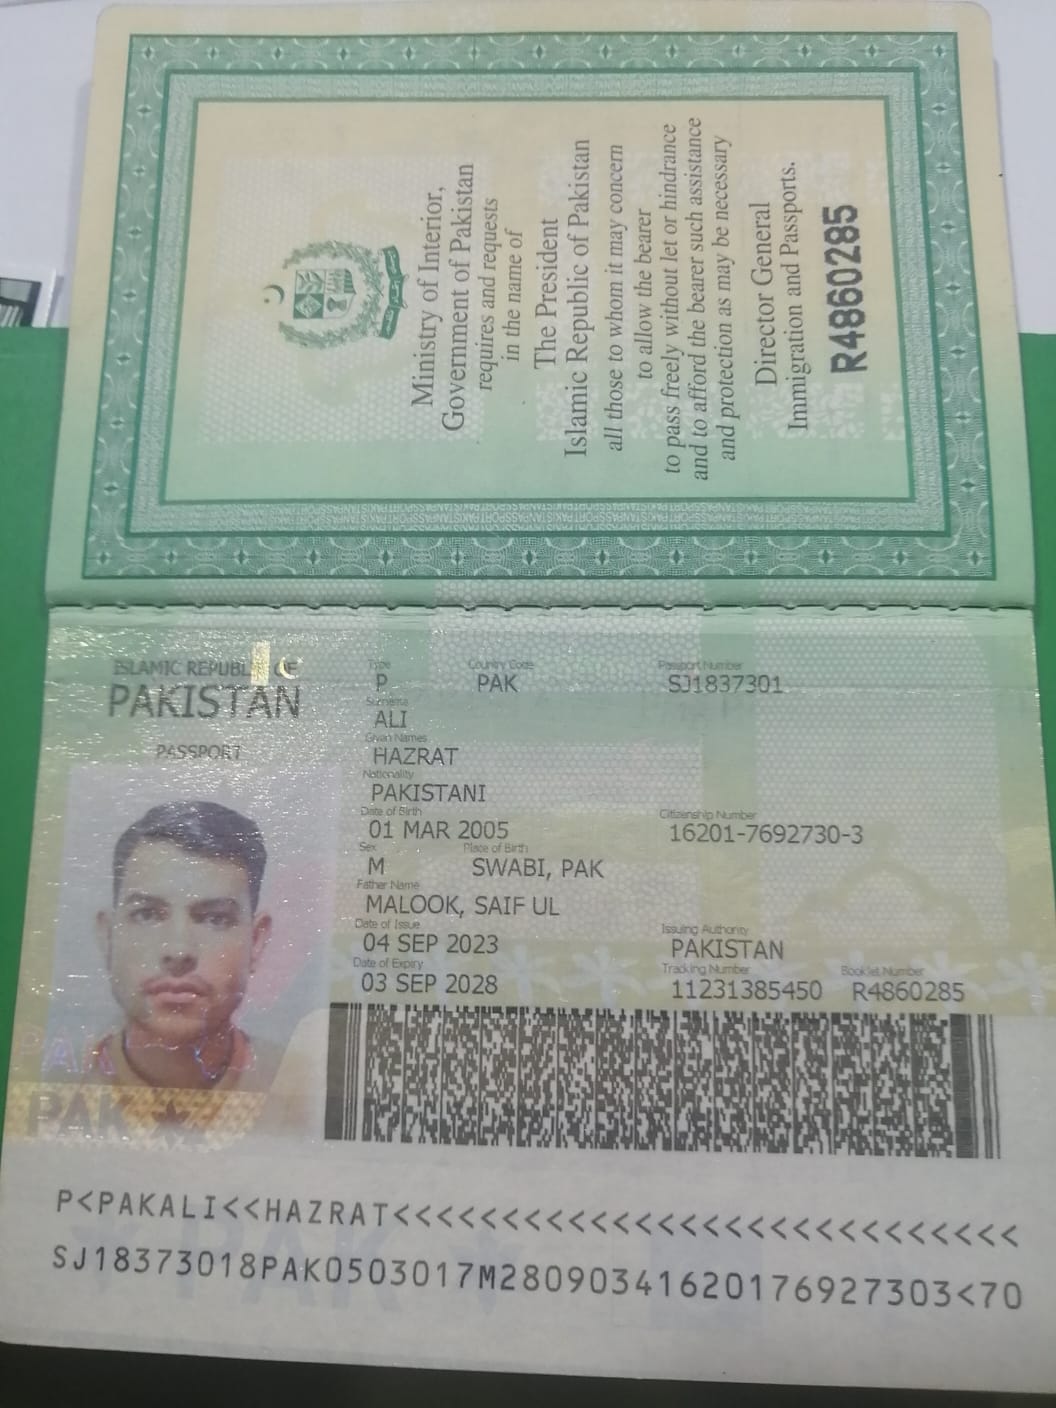 Ministry of Interior,
Government of Pakistan
requires and requests
in the name of
The President
Islamic Republic of Pakistan
all those to whom it may concern
to allow the bearer
to pass freely without let or hindrance
and to afford the bearer such assistance
and protection as may be necessary
Director General
Immigration and Passports.
R4860285
ISLAMIC REPUBLIC OF
PAKISTAN
PASSPORT
Type Country Code Passport Number
P PAK SJ1837301
Surname
ALI
Given Names
HAZRAT
Nationality
PAKISTANI
Date of Birth Citizenship Number
01 MAR 2005 16201-7692730-3
Sex Place of Birth
M SWABI, PAK
Father Name
MALOOK, SAIF UL
Date of Issue Issuing Authority
04 SEP 2023 PAKISTAN
Date of Expiry Tracking Number Booklet Number
03 SEP 2028 11231385450 R4860285
PAK
PAK
P<PAKALI<<HAZRAT<<<<<<<<<<<<<<<<<<<<<<<<<<<<
SJ18373018PAK0503017M28090341620176927303<70